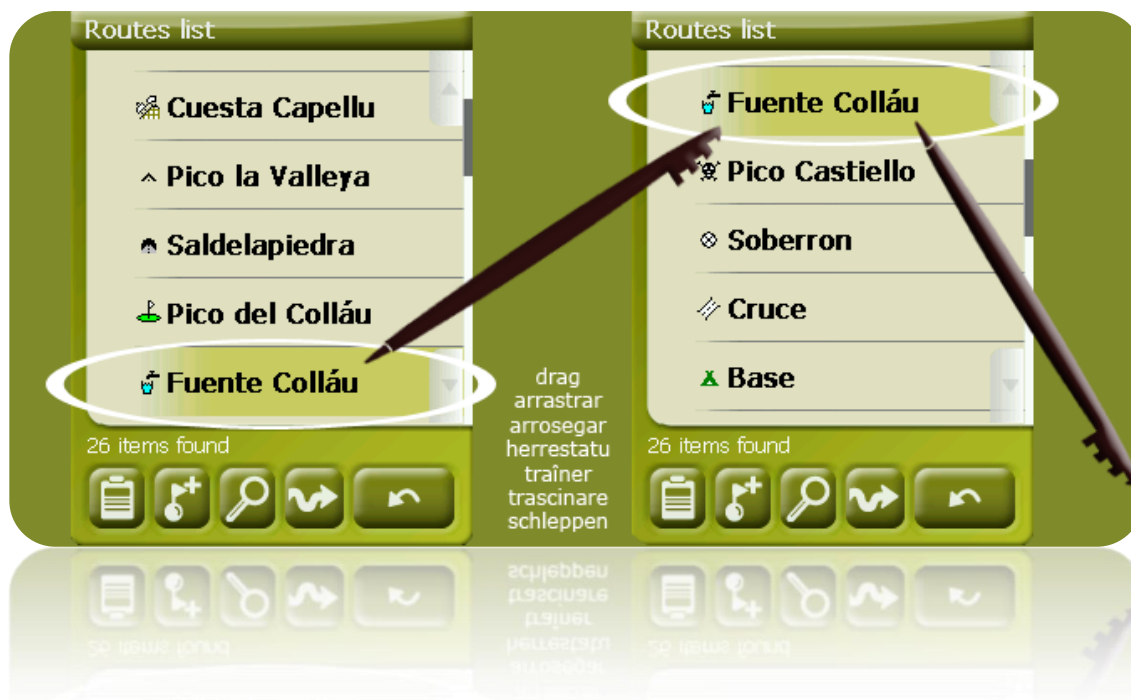 Routes list
Cuesta Capellu
Pico la Valleya
Saldelapiedra
Pico del Colláu
Fuente Colláu
26 items found
drag
arrastrar
arrosegar
herrestatu
traîner
trascinare
schleppen
Routes list
Fuente Colláu
Pico Castiello
Soberron
Cruce
Base
26 items found